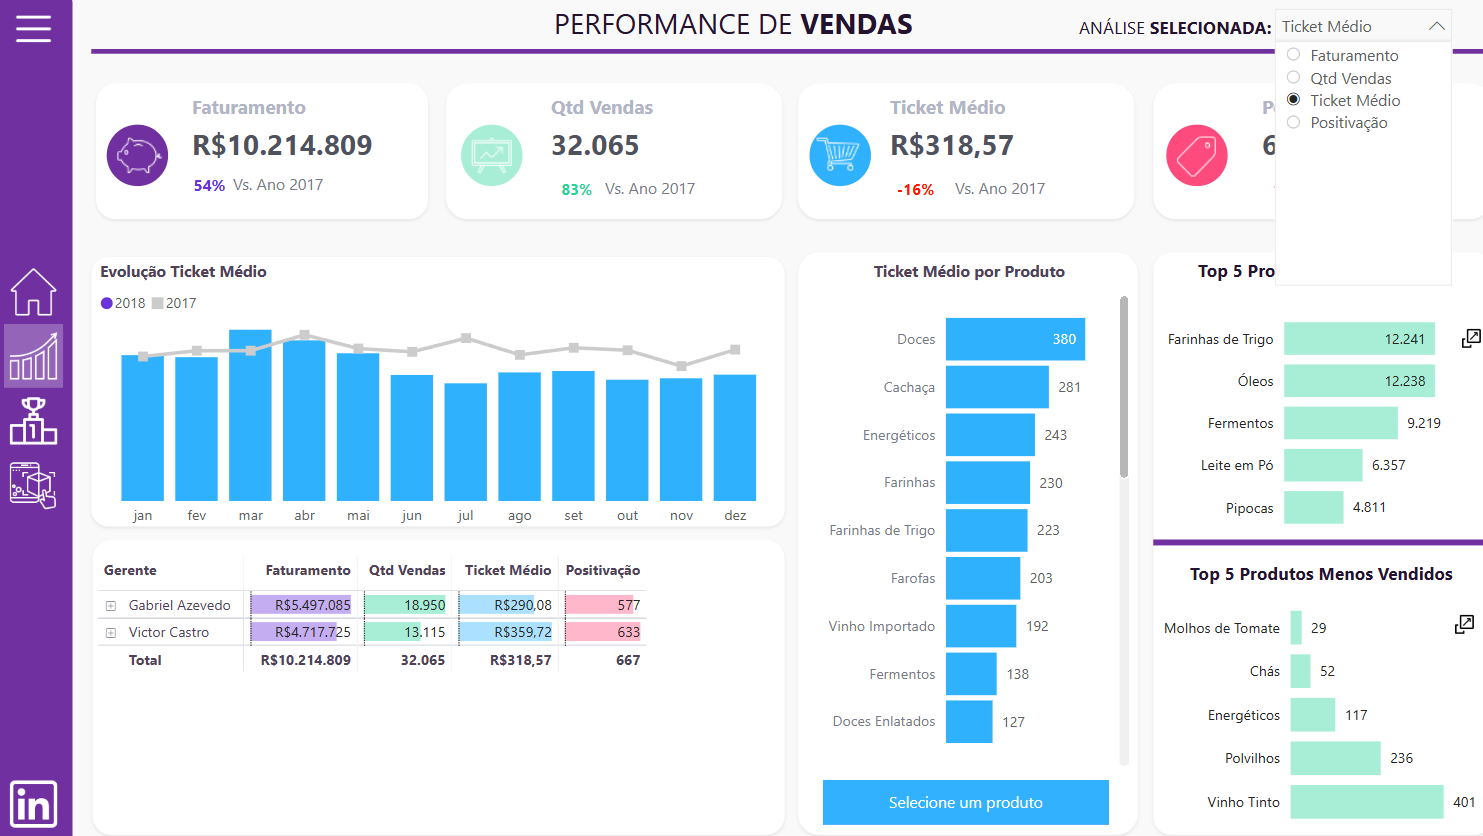 PERFORMANCE DE VENDAS
ANÁLISE SELECIONADA:
Ticket Médio
Faturamento
Qtd Vendas
Ticket Médio
Positivação
Faturamento
R$10.214.809
54% Vs. Ano 2017
Qtd Vendas
32.065
83% Vs. Ano 2017
Ticket Médio
R$318,57
-16% Vs. Ano 2017
6
Evolução Ticket Médio
2018 2017
jan fev mar abr mai jun jul ago set out nov dez
Gerente Faturamento Qtd Vendas Ticket Médio Positivação
Gabriel Azevedo R$5.497.085 18.950 R$290,08 577
Victor Castro R$4.717.725 13.115 R$359,72 633
Total R$10.214.809 32.065 R$318,57 667
Ticket Médio por Produto
Doces 380
Cachaça 281
Energéticos 243
Farinhas 230
Farinhas de Trigo 223
Farofas 203
Vinho Importado 192
Fermentos 138
Doces Enlatados 127
Selecione um produto
Top 5 Pro
Farinhas de Trigo 12.241
Óleos 12.238
Fermentos 9.219
Leite em Pó 6.357
Pipocas 4.811
Top 5 Produtos Menos Vendidos
Molhos de Tomate 29
Chás 52
Energéticos 117
Polvilhos 236
Vinho Tinto 401
1
in